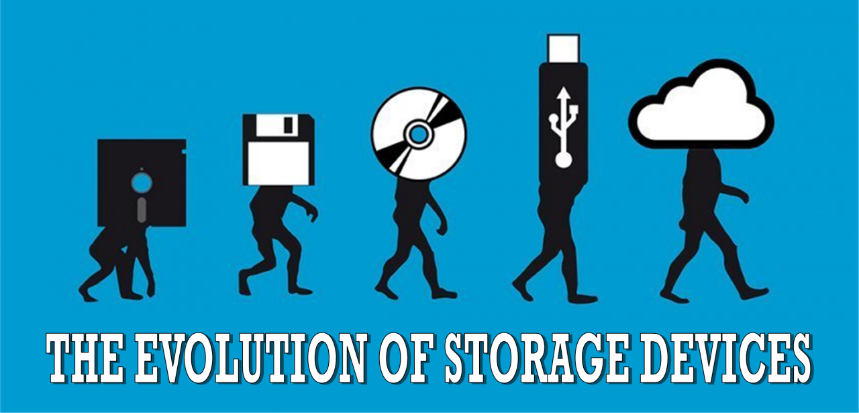 THE EVOLUTION OF STORAGE DEVICES